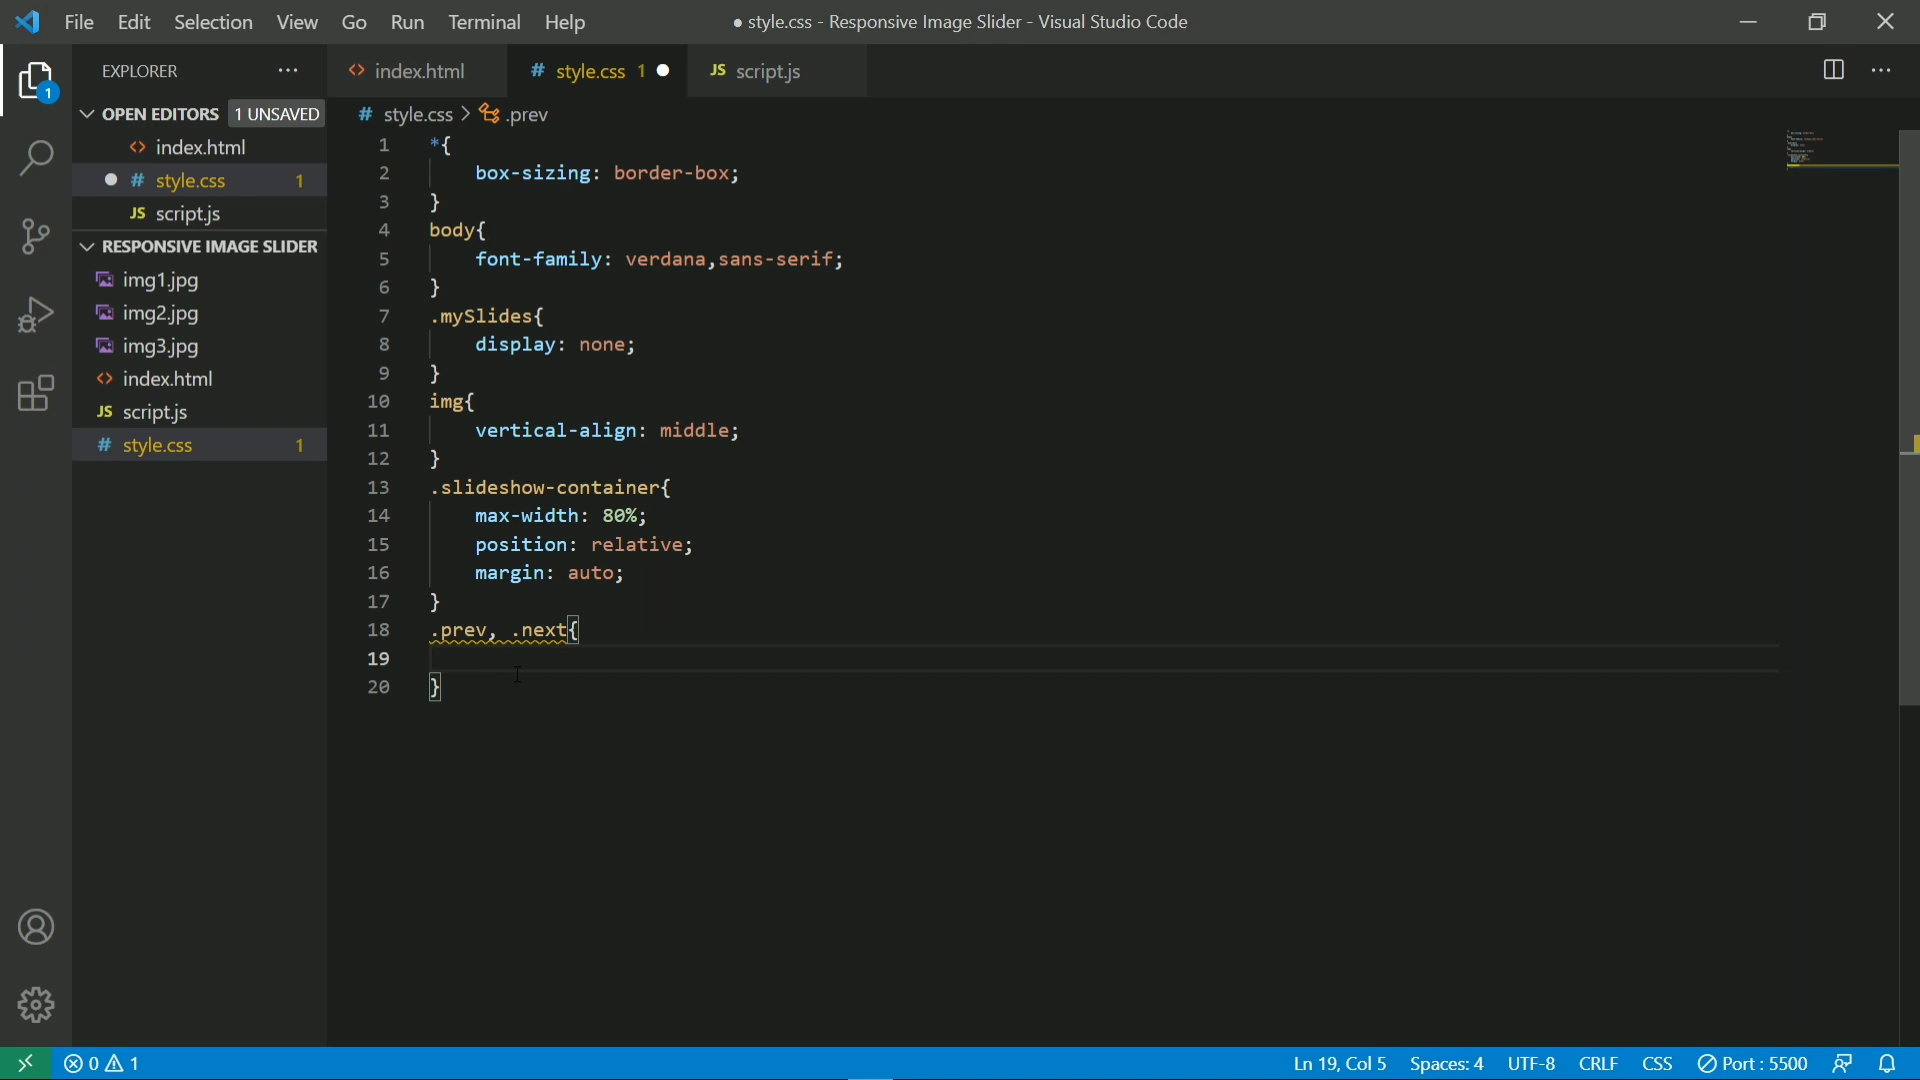 File Edit Selection View Go Run Terminal Help
● style.css - Responsive Image Slider - Visual Studio Code
EXPLORER ...
<> index.html
# style.css 1 ●
JS script.js
1
OPEN EDITORS 1 UNSAVED
<> index.html
● # style.css 1
JS script.js
RESPONSIVE IMAGE SLIDER
img1.jpg
img2.jpg
img3.jpg
<> index.html
JS script.js
# style.css 1
# style.css > .prev
1 *{
2 box-sizing: border-box;
3 }
4 body{
5 font-family: verdana,sans-serif;
6 }
7 .mySlides{
8 display: none;
9 }
10 img{
11 vertical-align: middle;
12 }
13 .slideshow-container{
14 max-width: 80%;
15 position: relative;
16 margin: auto;
17 }
18 .prev, .next{
19
20 }
0 1
Ln 19, Col 5 Spaces: 4 UTF-8 CRLF CSS Port : 5500